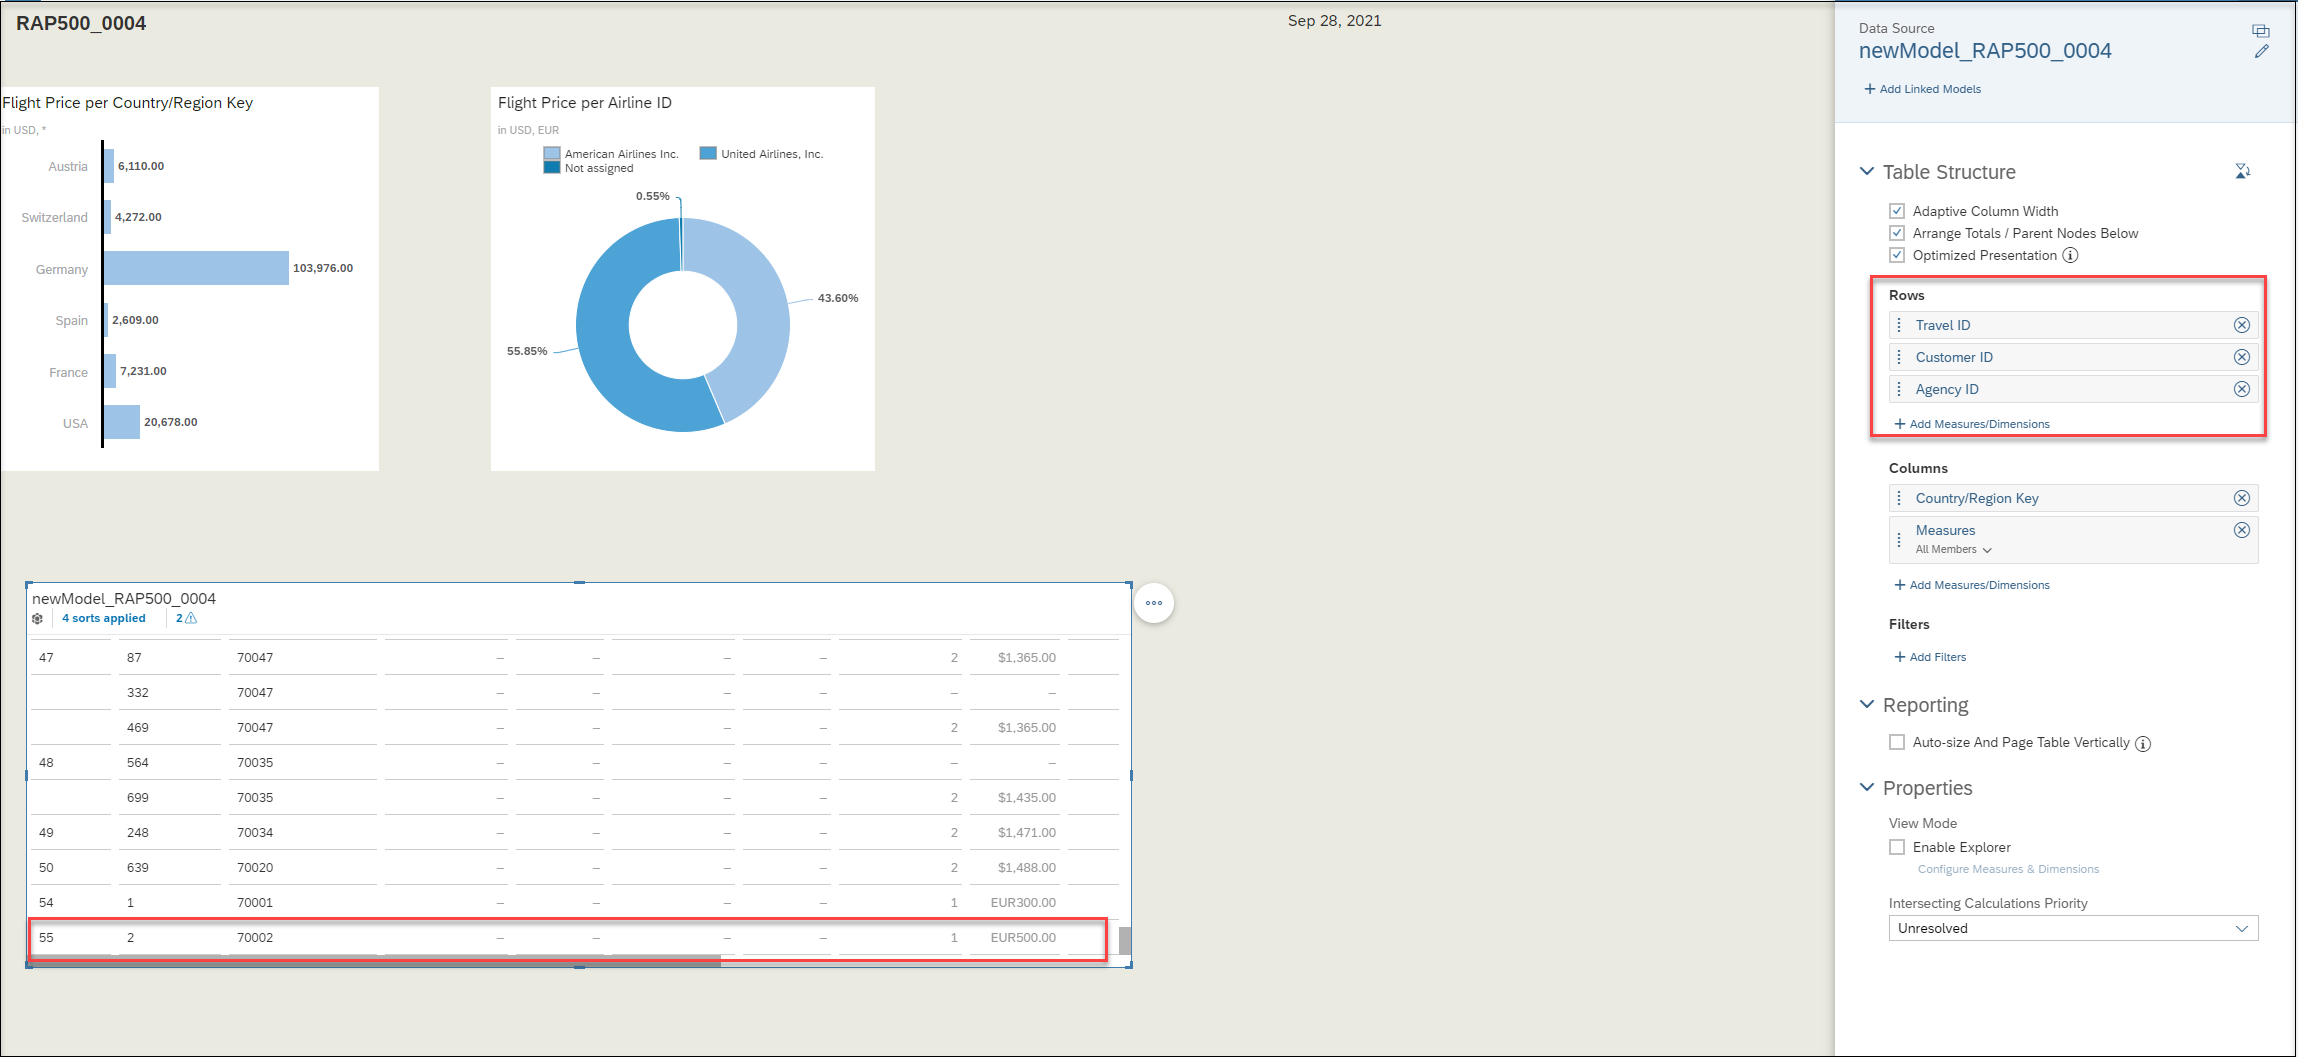 RAP500_0004
Sep 28, 2021
Flight Price per Country/Region Key
in USD, *
Austria 6,110.00
Switzerland 4,272.00
Germany 103,976.00
Spain 2,609.00
France 7,231.00
USA 20,678.00
Flight Price per Airline ID
in USD, EUR
American Airlines Inc. United Airlines, Inc.
Not assigned
0.55%
43.60%
55.85%
newModel_RAP500_0004
4 sorts applied 2
47 87 70047 – – – – 2 $1,365.00
332 70047 – – – – – –
469 70047 – – – – 2 $1,365.00
48 564 70035 – – – – – –
699 70035 – – – – 2 $1,435.00
49 248 70034 – – – – 2 $1,471.00
50 639 70020 – – – – 2 $1,488.00
54 1 70001 – – – – 1 EUR300.00
55 2 70002 – – – – 1 EUR500.00
Data Source
newModel_RAP500_0004
+ Add Linked Models
Table Structure
Adaptive Column Width
Arrange Totals / Parent Nodes Below
Optimized Presentation
Rows
Travel ID
Customer ID
Agency ID
+ Add Measures/Dimensions
Columns
Country/Region Key
Measures
All Members
+ Add Measures/Dimensions
Filters
+ Add Filters
Reporting
Auto-size And Page Table Vertically
Properties
View Mode
Enable Explorer
Configure Measures & Dimensions
Intersecting Calculations Priority
Unresolved